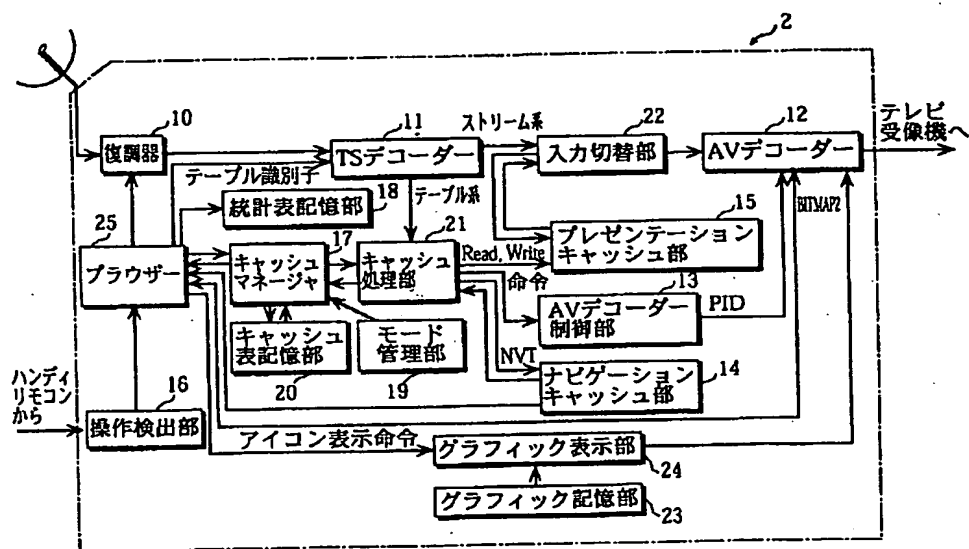 2
10
復調器
11
TSデコーダー
ストリーム系
22
入力切替部
12
AVデコーダー
テレビ
受像機へ
テーブル識別子
18
統計表記憶部
テーブル系
BITMAP2
25
ブラウザー
17
キャッシュ
マネージャ
21
キャッシュ
処理部
Read, Write
命令
15
プレゼンテーション
キャッシュ部
13
AVデコーダー
制御部
PID
キャッシュ
表記憶部
20
モード
管理部
19
NVT
ナビゲーション
キャッシュ部
14
ハンディ
リモコン
から
16
操作検出部
アイコン表示命令
グラフィック表示部
24
グラフィック記憶部
23